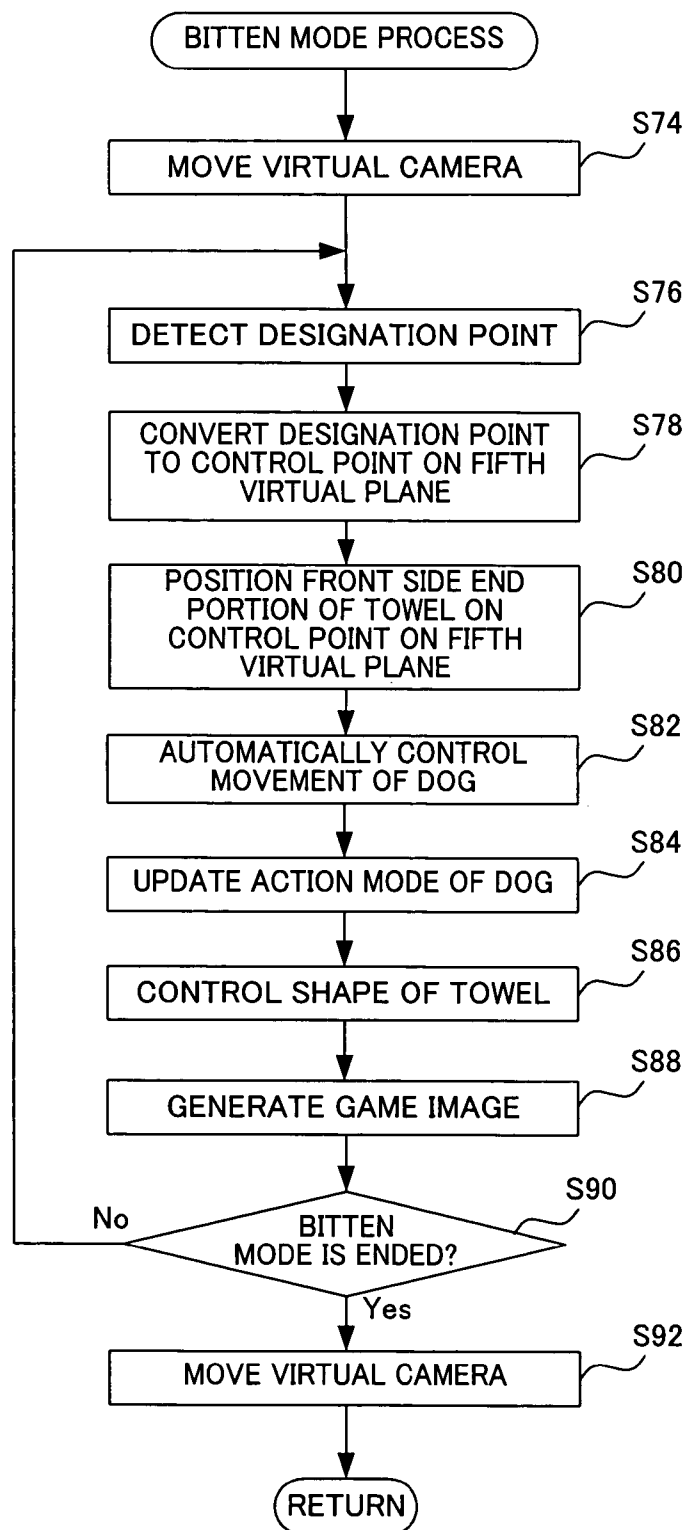 BITTEN MODE PROCESS
S74
MOVE VIRTUAL CAMERA
S76
DETECT DESIGNATION POINT
S78
CONVERT DESIGNATION POINT
TO CONTROL POINT ON FIFTH
VIRTUAL PLANE
S80
POSITION FRONT SIDE END
PORTION OF TOWEL ON
CONTROL POINT ON FIFTH
VIRTUAL PLANE
S82
AUTOMATICALLY CONTROL
MOVEMENT OF DOG
S84
UPDATE ACTION MODE OF DOG
S86
CONTROL SHAPE OF TOWEL
S88
GENERATE GAME IMAGE
S90
No
BITTEN
MODE IS ENDED?
Yes
S92
MOVE VIRTUAL CAMERA
RETURN